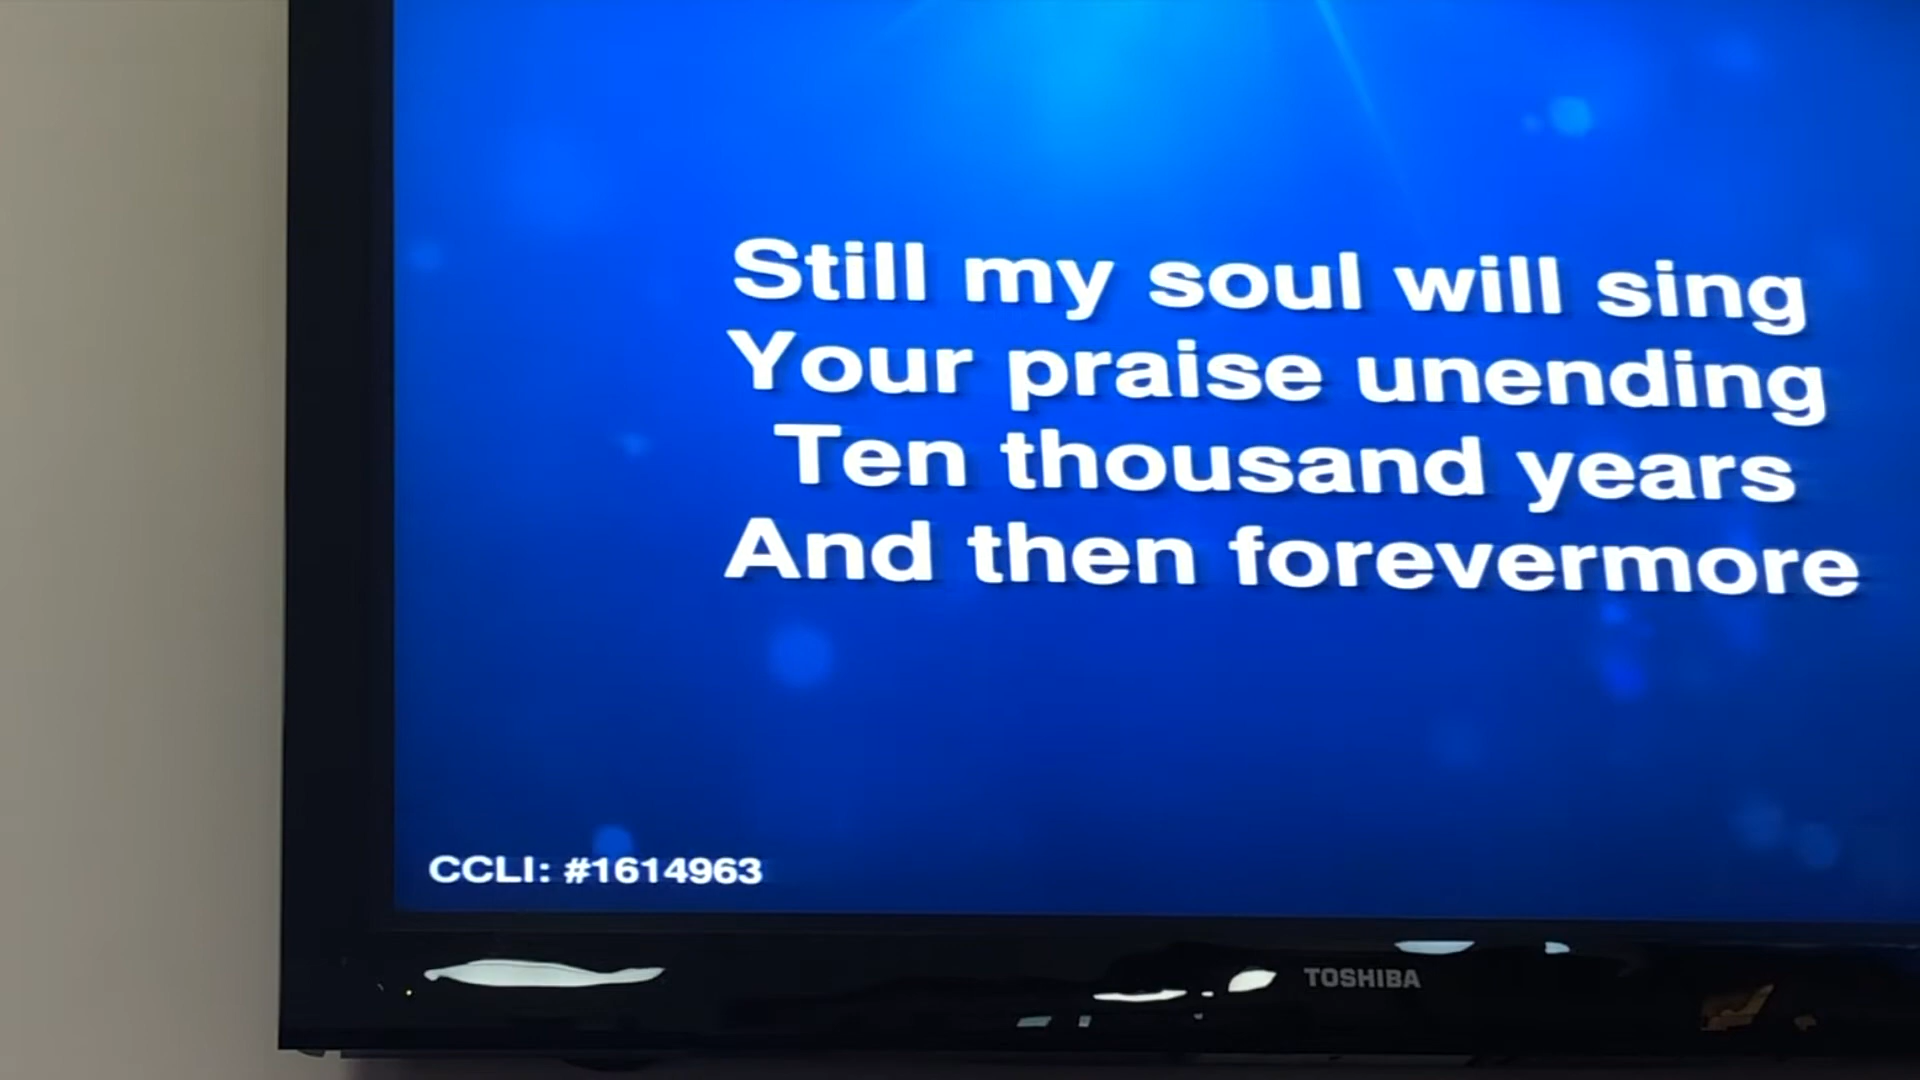 Still my soul will sing
Your praise unending
Ten thousand years
And then forevermore
CCLI: #1614963
TOSHIBA